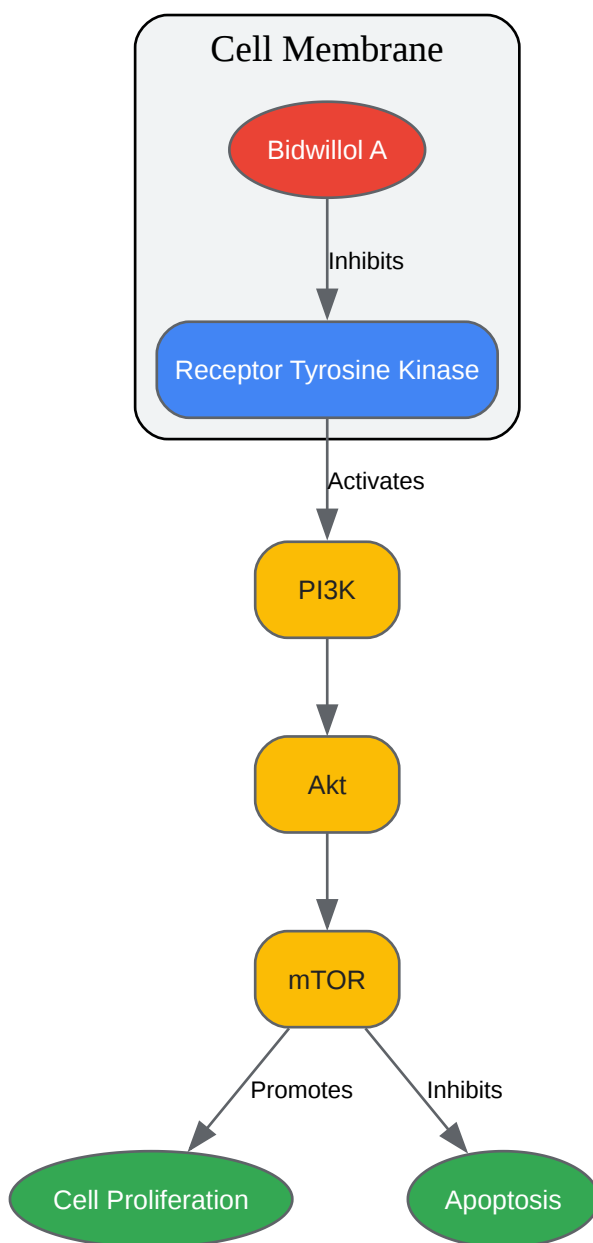 Cell Membrane
Bidwillol A
Inhibits
Receptor Tyrosine Kinase
Activates
PI3K
Akt
mTOR
Promotes
Inhibits
Cell Proliferation
Apoptosis